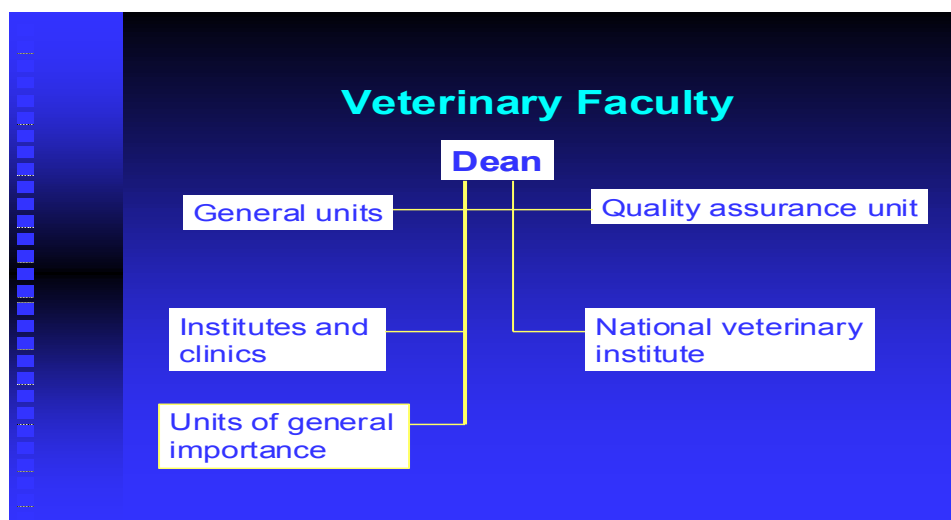 Veterinary Faculty
Dean
General units
Quality assurance unit
Institutes and
clinics
National veterinary
institute
Units of general
importance